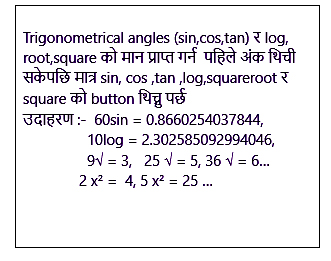 Trigonometrical angles (sin,cos,tan) र log,
root,square को मान प्राप्त गर्न पहिले अंक थिची
सकेपछि मात्र sin, cos ,tan ,log,squareroot र
square को button थिच्नु पर्छ
उदाहरण :- 60sin = 0.8660254037844,
10log = 2.302585092994046,
9√ = 3, 25 √ = 5, 36 √ = 6...
2 x² = 4, 5 x² = 25 ...